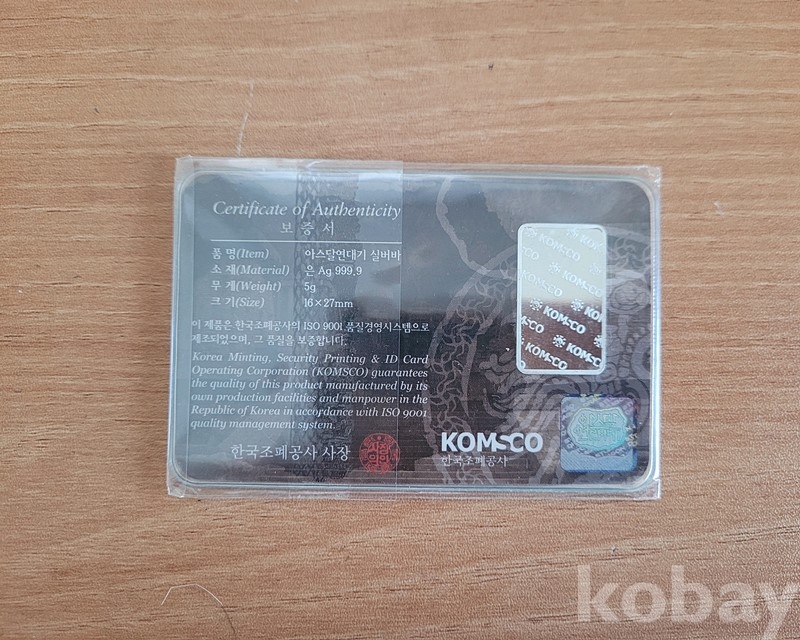 Certificate of Authenticity
보 증 서
품 명(Item) 아스달연대기 실버바
소 재(Material) 은 Ag 999.9
무 게(Weight) 5g
크 기(Size) 16×27mm
이 제품은 한국조폐공사의 ISO 9001 품질경영시스템으로
제조되었으며, 그 품질을 보증합니다.
Korea Minting, Security Printing & ID Card
Operating Corporation (KOMSCO) guarantees
the quality of this product manufactured by its
own production facilities and manpower in the
Republic of Korea in accordance with ISO 9001
quality management system.
한국조폐공사 사장
KOMSCO
한국조폐공사
KOMSCO
KOMSCO
KOMSCO
KOMSCO
kobay